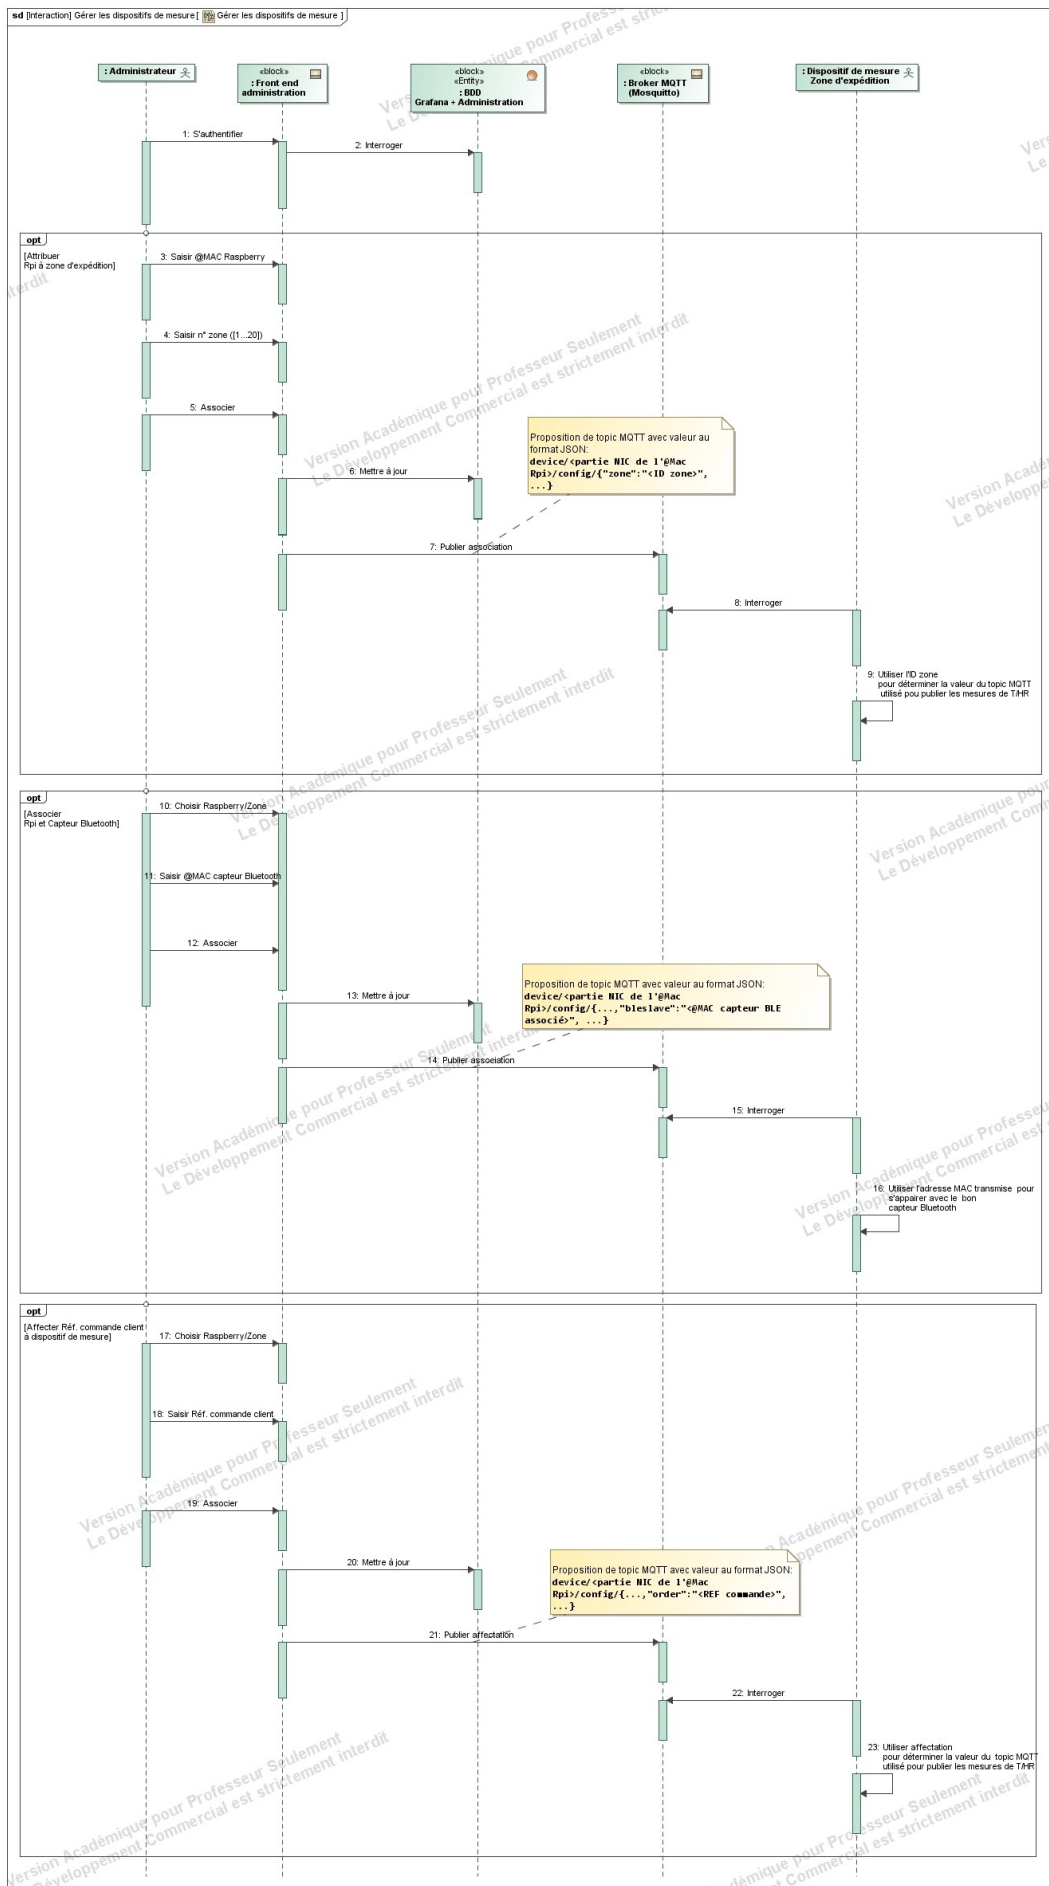 sd [Interaction] Gérer les dispositifs de mesure [ Gérer les dispositifs de mesure ]
: Administrateur
«block»
: Front end
administration
«block»
«Entity»
: BDD
Grafana + Administration
«block»
: Broker MQTT
(Mosquitto)
: Dispositif de mesure
Zone d'expédition
1: S'authentifier
2: Interroger
opt
[Attribuer
Rpi à zone d'expédition]
3: Saisir @MAC Raspberry
4: Saisir n° zone ([1...20])
5: Associer
Proposition de topic MQTT avec valeur au
format JSON:
device/<partie NIC de l'@Mac
Rpi>/config/{"zone":"<ID zone>",
...}
6: Mettre à jour
7: Publier association
8: Interroger
9: Utiliser l'ID zone
pour déterminer la valeur du topic MQTT
utilisé pou publier les mesures de T/HR
opt
[Associer
Rpi et Capteur Bluetooth]
10: Choisir Raspberry/Zone
11: Saisir @MAC capteur Bluetooth
12: Associer
Proposition de topic MQTT avec valeur au format JSON:
device/<partie NIC de l'@Mac
Rpi>/config/{...,"bleslave":"<@MAC capteur BLE
associé>", ...}
13: Mettre à jour
14: Publier association
15: Interroger
16: Utiliser l'adresse MAC transmise pour
s'appairer avec le bon
capteur Bluetooth
opt
[Affecter Réf. commande client
à dispositif de mesure]
17: Choisir Raspberry/Zone
18: Saisir Réf. commande client
19: Associer
Proposition de topic MQTT avec valeur au format JSON:
device/<partie NIC de l'@Mac
Rpi>/config/{...,"order":"<REF commande>",
...}
20: Mettre à jour
21: Publier affectation
22: Interroger
23: Utiliser affectation
pour déterminer la valeur du topic MQTT
utilisé pour publier les mesures de T/HR
Version Académique pour Professeur Seulement
Le Développement Commercial est strictement interdit